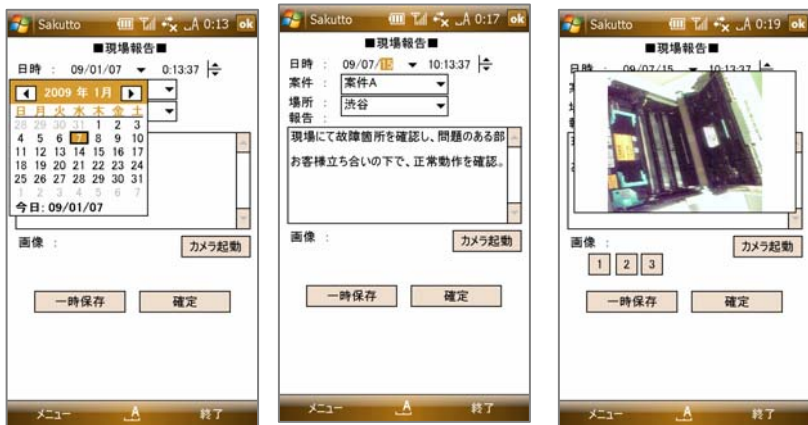 Sakutto A 0:13 ok
■現場報告■
日時 : 09/01/07 0:13:37
2009 年 1月
日 月 火 水 木 金 土
28 29 30 31 1 2 3
4 5 6 7 8 9 10
11 12 13 14 15 16 17
18 19 20 21 22 23 24
25 26 27 28 29 30 31
1 2 3 4 5 6 7
今日: 09/01/07
画像 :
カメラ起動
一時保存 確定
メニュー A 終了
Sakutto A 0:17 ok
■現場報告■
日時 : 09/07/15 10:13:37
案件 : 案件A
場所 : 渋谷
報告 :
現場にて故障箇所を確認し、問題のある部
お客様立ち合いの下で、正常動作を確認。
画像 :
カメラ起動
一時保存 確定
メニュー A 終了
Sakutto A 0:19 ok
■現場報告■
日時 : 09/07/15 10:13:37
画像 :
カメラ起動
1 2 3
一時保存 確定
メニュー A 終了